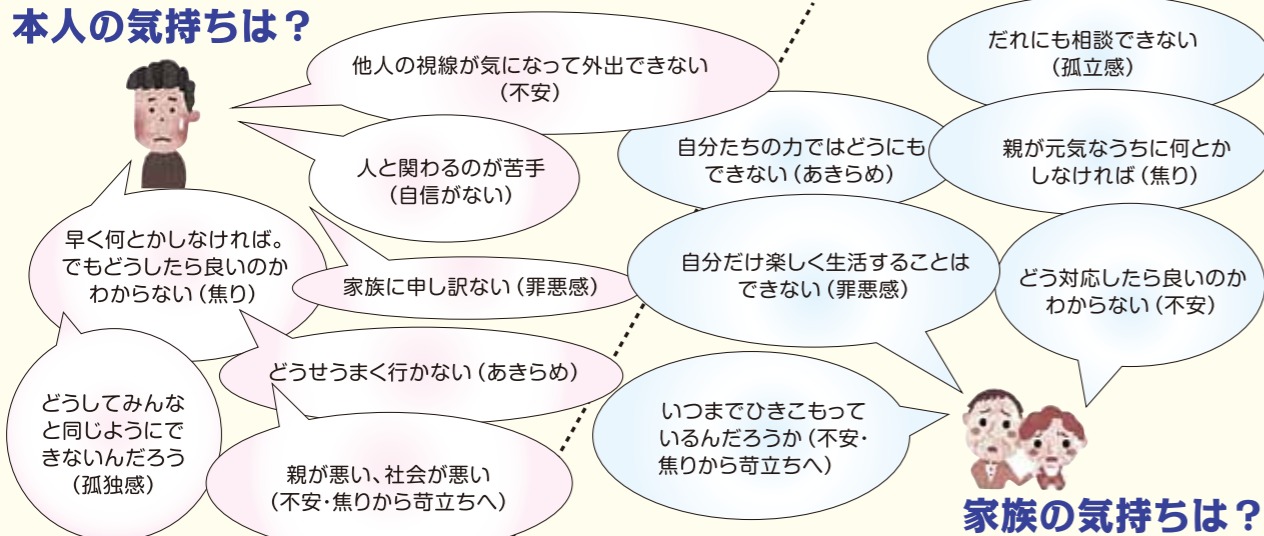 本人の気持ちは？
他人の視線が気になって外出できない
(不安)
人と関わるのが苦手
(自信がない)
早く何とかしなければ。
でもどうしたら良いのか
わからない(焦り)
家族に申し訳ない(罪悪感)
どうせうまく行かない(あきらめ)
どうしてみんな
と同じようにで
きないんだろう
(孤独感)
親が悪い、社会が悪い
(不安・焦りから苛立ちへ)
だれにも相談できない
(孤立感)
自分たちの力ではどうにも
できない(あきらめ)
親が元気なうちに何とか
しなければ(焦り)
自分だけ楽しく生活することは
できない(罪悪感)
どう対応したら良いのか
わからない(不安)
いつまでひきこもって
いるんだろうか(不安・
焦りから苛立ちへ)
家族の気持ちは？